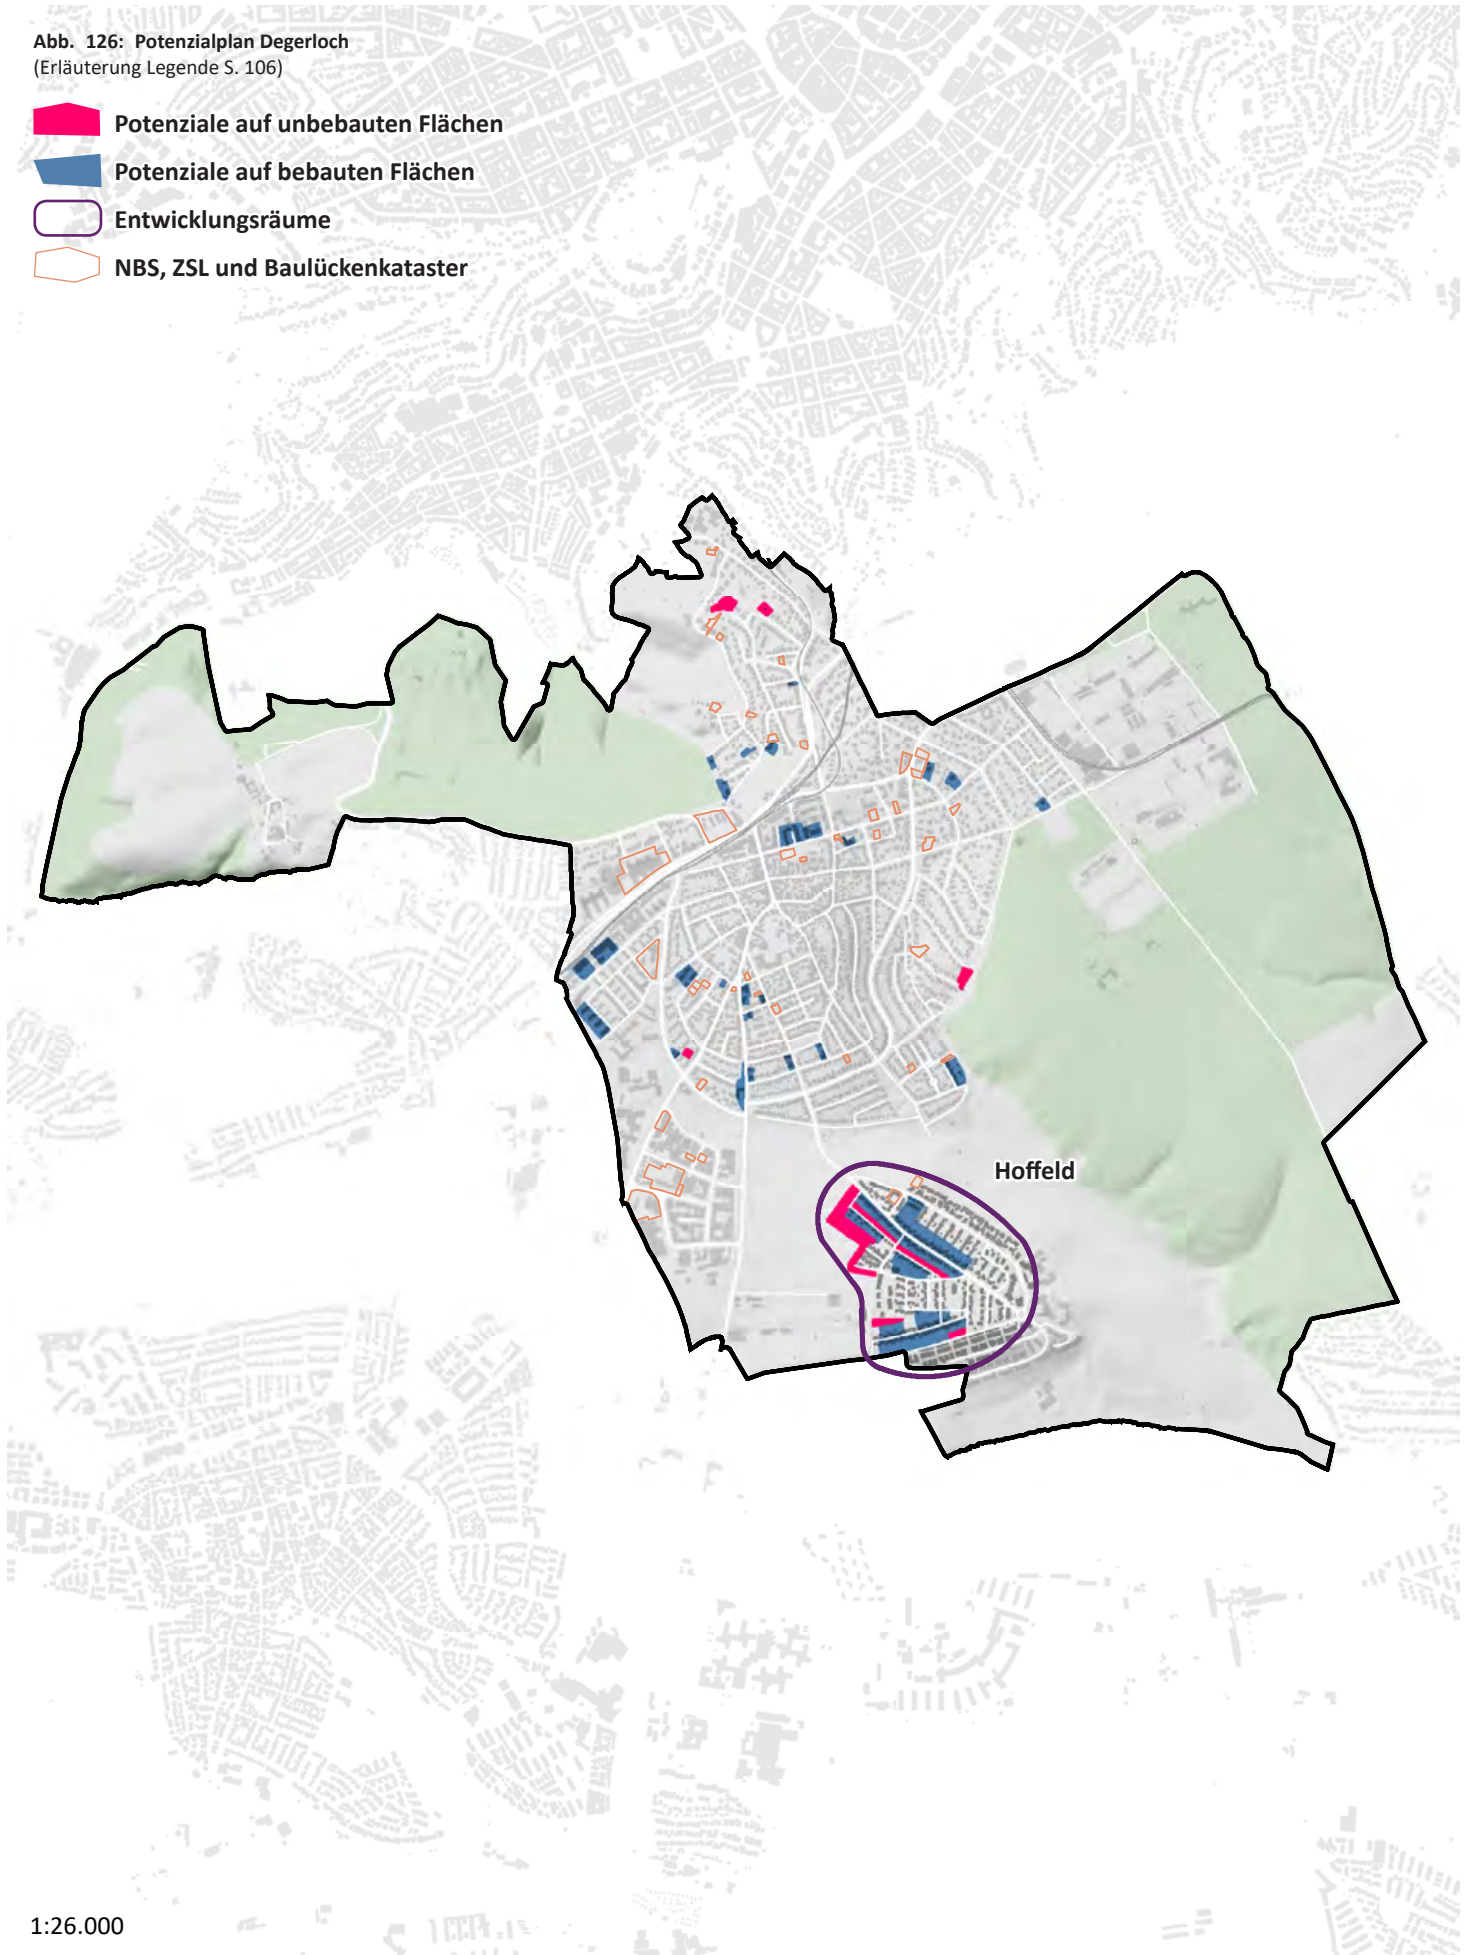 Abb. 126: Potenzialplan Degerloch
(Erläuterung Legende S. 106)
Potenziale auf unbebauten Flächen
Potenziale auf bebauten Flächen
Entwicklungsräume
NBS, ZSL und Baulückenkataster
Hoffeld
1:26.000